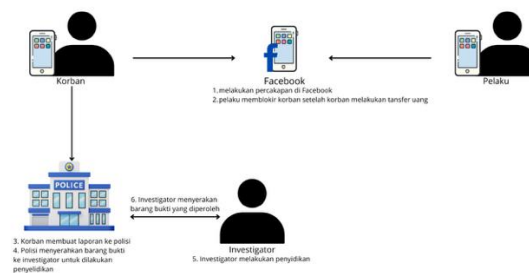 Korban
Facebook
Pelaku
1. melakukan percakapan di Facebook
2. pelaku memblokir korban setelah korban melakukan tansfer uang
POLICE
6. Investigator menyerakan
barang bukti yang diperoleh
3. Korban membuat laporan ke polisi
4. Polisi menyerahkan barang bukti
ke investigator untuk dilakukan
penyelidikan
Investigator
5. Investigator melakukan penyidikan